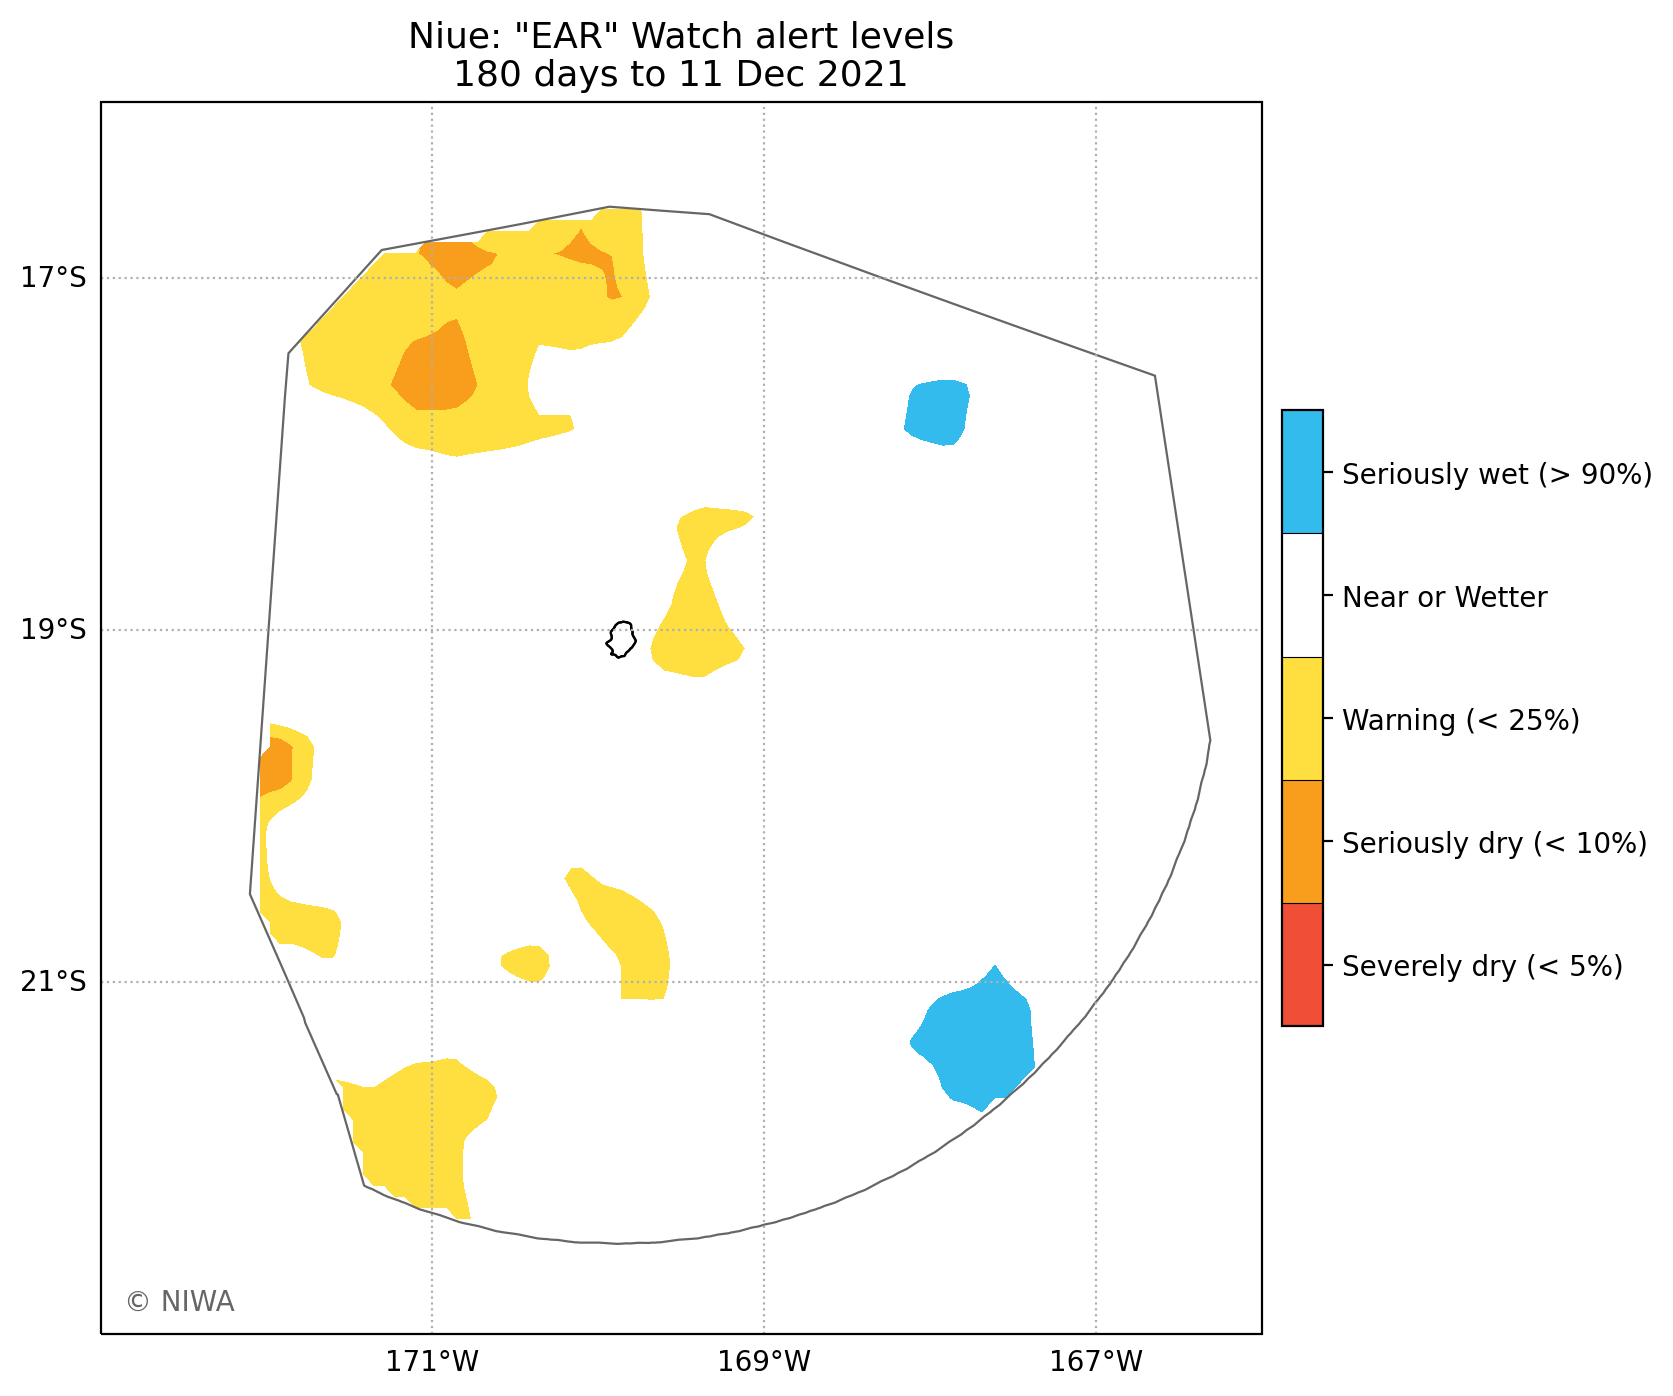 Niue: "EAR" Watch alert levels
180 days to 11 Dec 2021
17°S
19°S
21°S
171°W
169°W
167°W
Seriously wet (> 90%)
Near or Wetter
Warning (< 25%)
Seriously dry (< 10%)
Severely dry (< 5%)
© NIWA